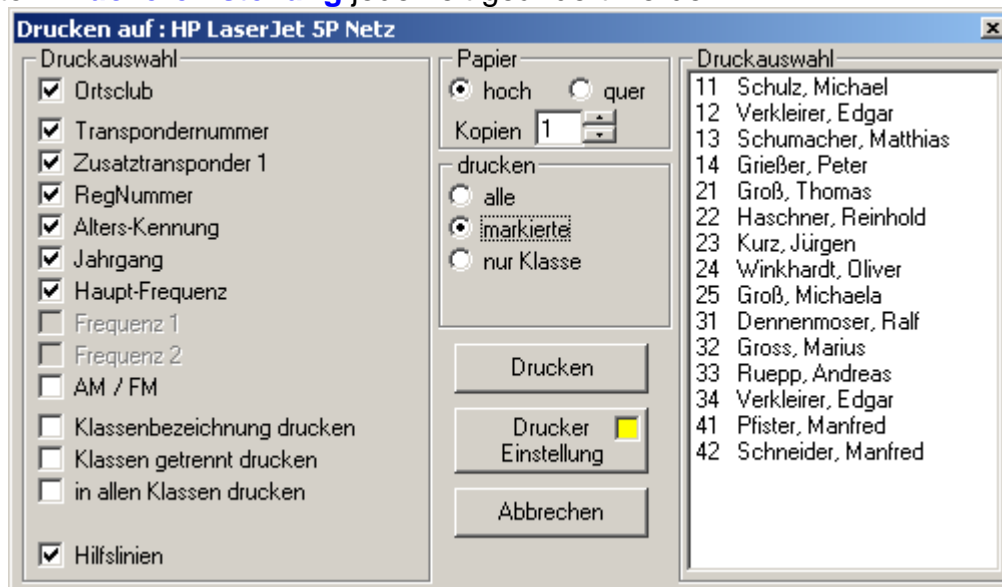 Druckereinstellung jederzeit geändert werden
Drucken auf : HP LaserJet 5P Netz
Druckauswahl
Ortsclub
Transpondernummer
Zusatztransponder 1
RegNummer
Alters-Kennung
Jahrgang
Haupt-Frequenz
Frequenz 1
Frequenz 2
AM / FM
Klassenbezeichnung drucken
Klassen getrennt drucken
in allen Klassen drucken
Hilfslinien
Papier
hoch quer
Kopien 1
drucken
alle
markierte
nur Klasse
Drucken
Drucker
Einstellung
Abbrechen
Druckauswahl
11 Schulz, Michael
12 Verkleirer, Edgar
13 Schumacher, Matthias
14 Grießer, Peter
21 Groß, Thomas
22 Haschner, Reinhold
23 Kurz, Jürgen
24 Winkhardt, Oliver
25 Groß, Michaela
31 Dennenmoser, Ralf
32 Gross, Marius
33 Ruepp, Andreas
34 Verkleirer, Edgar
41 Pfister, Manfred
42 Schneider, Manfred